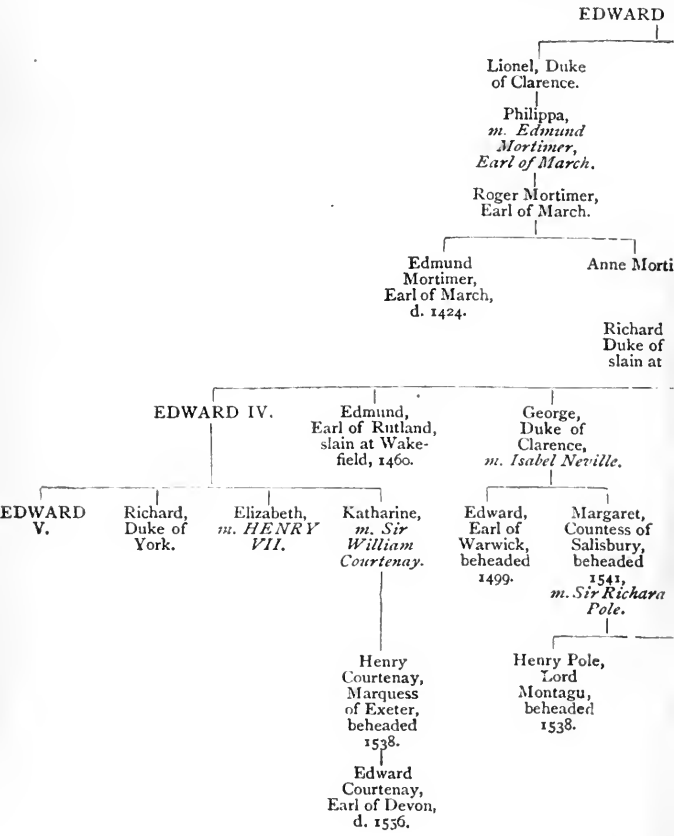 EDWARD
Lionel, Duke
of Clarence.
Philippa,
m. Edmund
Mortimer,
Earl of March.
Roger Mortimer,
Earl of March.
Edmund
Mortimer,
Earl of March,
d. 1424.
Anne Morti
Richard
Duke of
slain at
EDWARD IV.
Edmund,
Earl of Rutland,
slain at Wake-
field, 1460.
George,
Duke of
Clarence,
m. Isabel Neville.
EDWARD
V.
Richard,
Duke of
York.
Elizabeth,
m. HENRY
VII.
Katharine,
m. Sir
William
Courtenay.
Edward,
Earl of
Warwick,
beheaded
1499.
Margaret,
Countess of
Salisbury,
beheaded
1541,
m. Sir Richara
Pole.
Henry
Courtenay,
Marquess
of Exeter,
beheaded
1538.
Henry Pole,
Lord
Montagu,
beheaded
1538.
Edward
Courtenay,
Earl of Devon,
d. 1556.